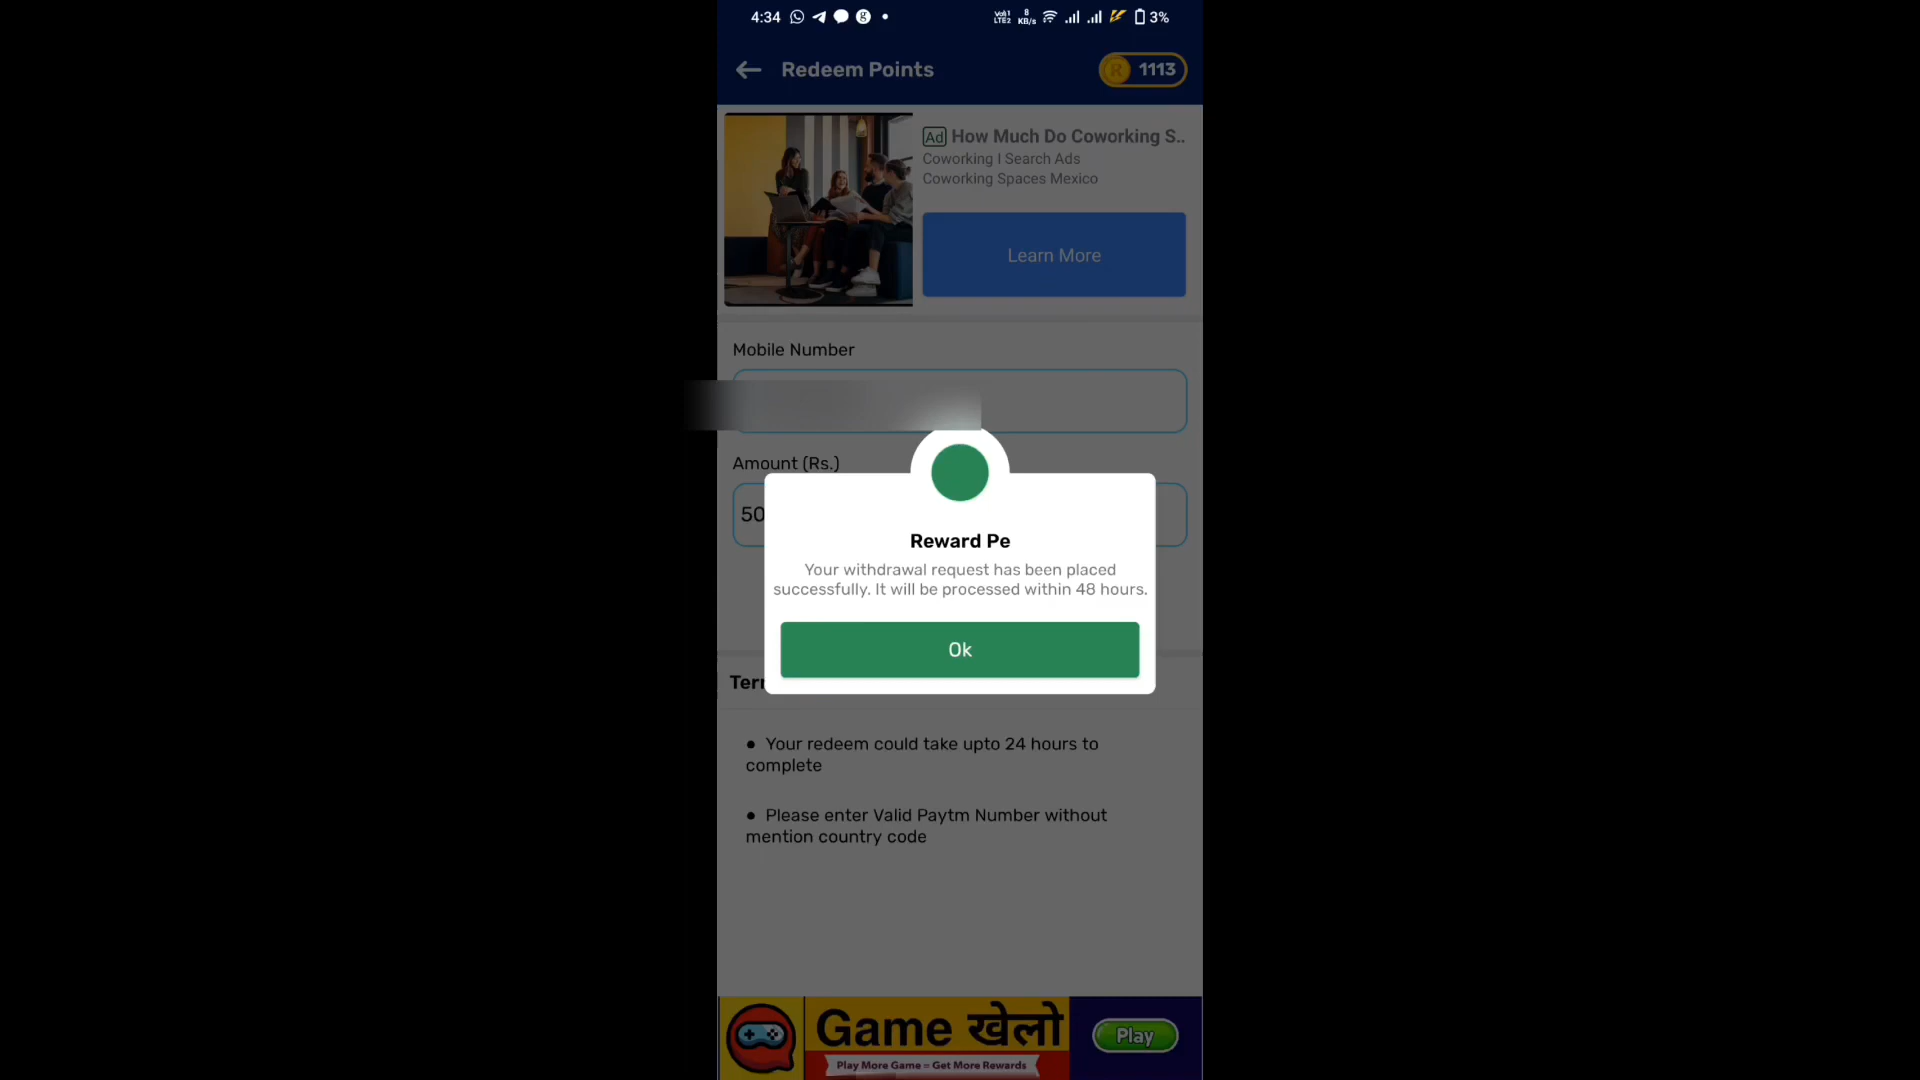 4:34
Vo)) 1 LTE2 8 KB/s 3%
Redeem Points
R 1113
Ad How Much Do Coworking S..
Coworking I Search Ads
Coworking Spaces Mexico
Learn More
Mobile Number
Amount (Rs.)
50
Reward Pe
Your withdrawal request has been placed
successfully. It will be processed within 48 hours.
Ok
● Your redeem could take upto 24 hours to
complete
● Please enter Valid Paytm Number without
mention country code
Game खेलो
Play More Game = Get More Rewards
Play